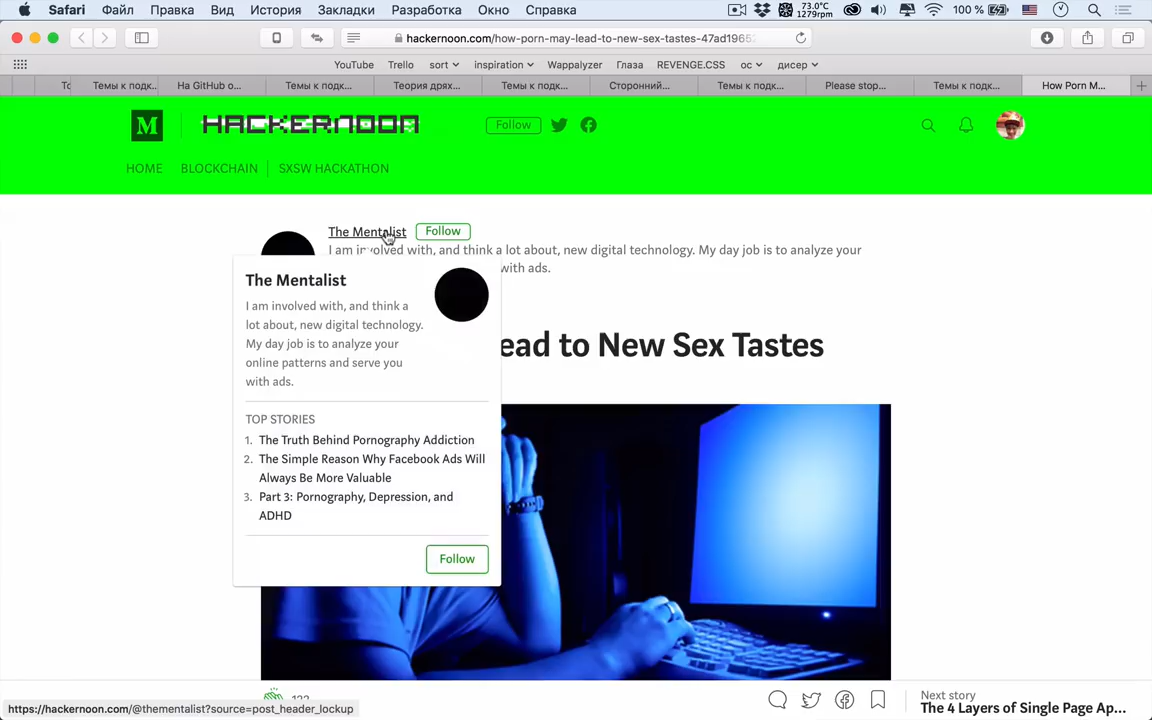 Safari Файл Правка Вид История Закладки Разработка Окно Справка 73.0°C 1279rpm 100 %
hackernoon.com/how-porn-may-lead-to-new-sex-tastes-47ad1965
YouTube Trello sort inspiration Wappalyzer Глаза REVENGE.CSS ос дисер
Темы к подк... На GitHub о... Темы к подк... Теория дрях... Темы к подк... Сторонний... Темы к подк... Please stop... Темы к подк... How Porn M...
M HACKERNOON Follow
HOME BLOCKCHAIN SXSW HACKATHON
The Mentalist Follow
I am involved with, and think a lot about, new digital technology. My day job is to analyze your
with ads.
The Mentalist
I am involved with, and think a
lot about, new digital technology.
My day job is to analyze your
online patterns and serve you
with ads.
ead to New Sex Tastes
TOP STORIES
1. The Truth Behind Pornography Addiction
2. The Simple Reason Why Facebook Ads Will
Always Be More Valuable
3. Part 3: Pornography, Depression, and
ADHD
Follow
Next story
The 4 Layers of Single Page Ap...
https://hackernoon.com/@thementalist?source=post_header_lockup